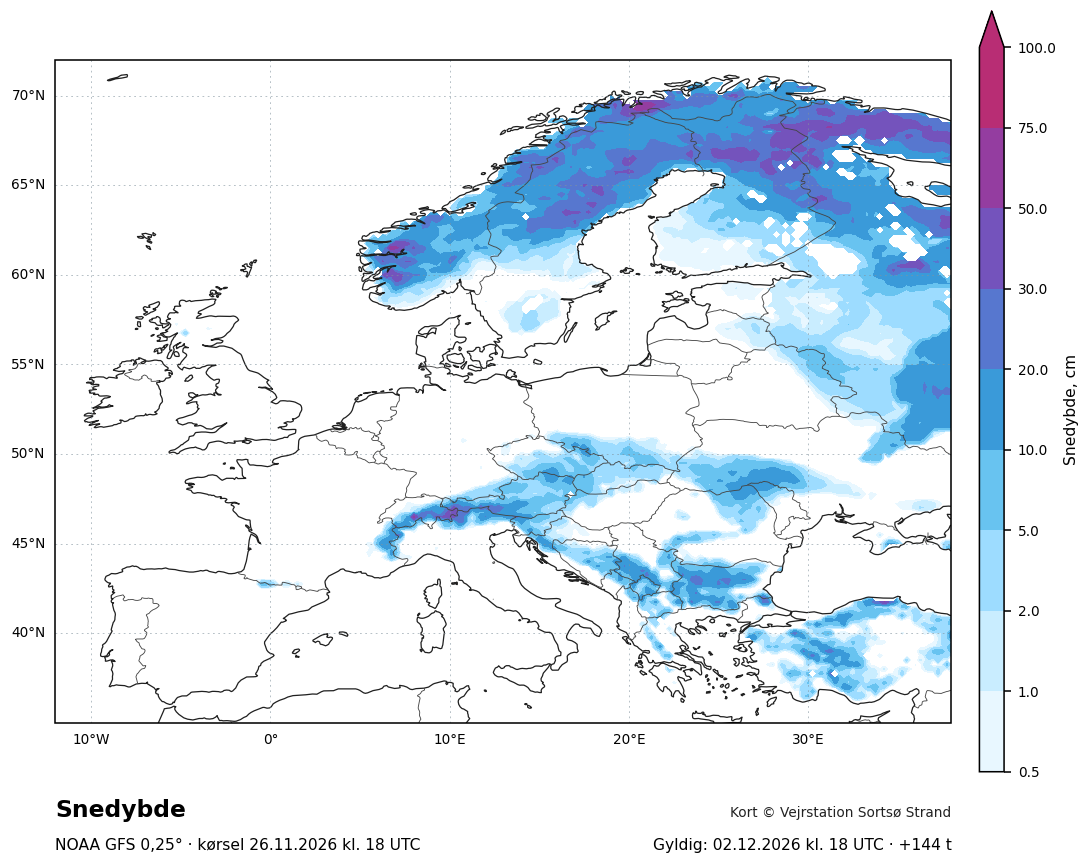 100.0
70°N
75.0
65°N
50.0
60°N
30.0
55°N
20.0
Snedybde, cm
50°N
10.0
5.0
45°N
2.0
40°N
1.0
10°W 0° 10°E 20°E 30°E
0.5
Snedybde
Kort © Vejrstation Sortsø Strand
NOAA GFS 0,25° · kørsel 26.11.2026 kl. 18 UTC
Gyldig: 02.12.2026 kl. 18 UTC · +144 t